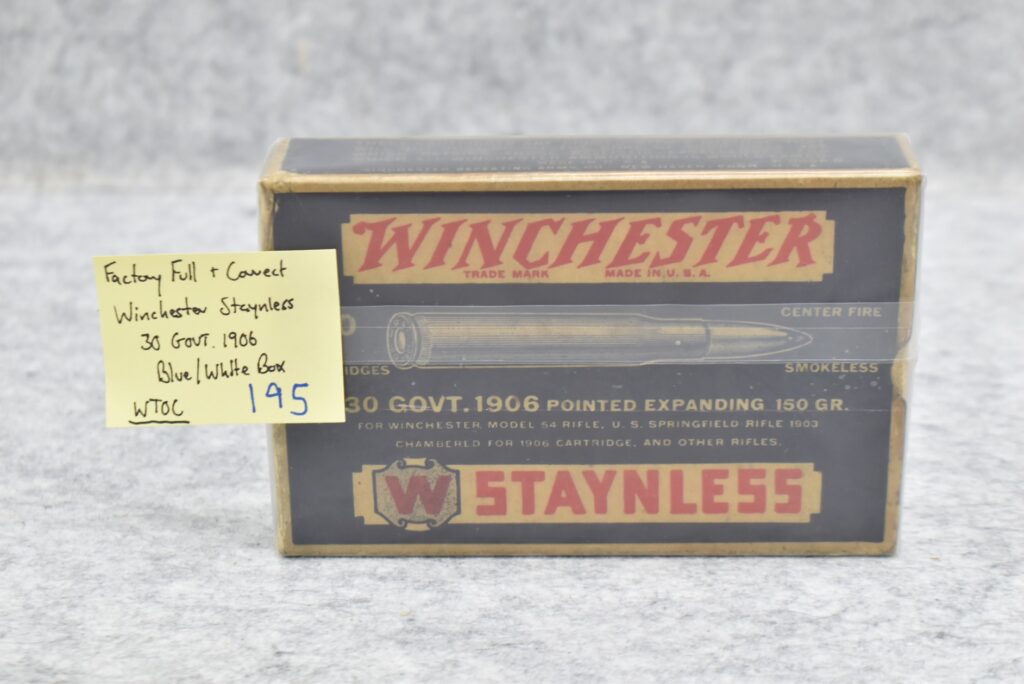 Factory Full + Correct
Winchester Staynless
30 GOVT. 1906
Blue/White Box
WTOC 195
WINCHESTER
TRADE MARK MADE IN U.S.A.
CENTER FIRE
SMOKELESS
30 GOVT. 1906 POINTED EXPANDING 150 GR.
FOR WINCHESTER MODEL 54 RIFLE, U. S. SPRINGFIELD RIFLE 1903
CHAMBERED FOR 1906 CARTRIDGE, AND OTHER RIFLES.
W STAYNLESS